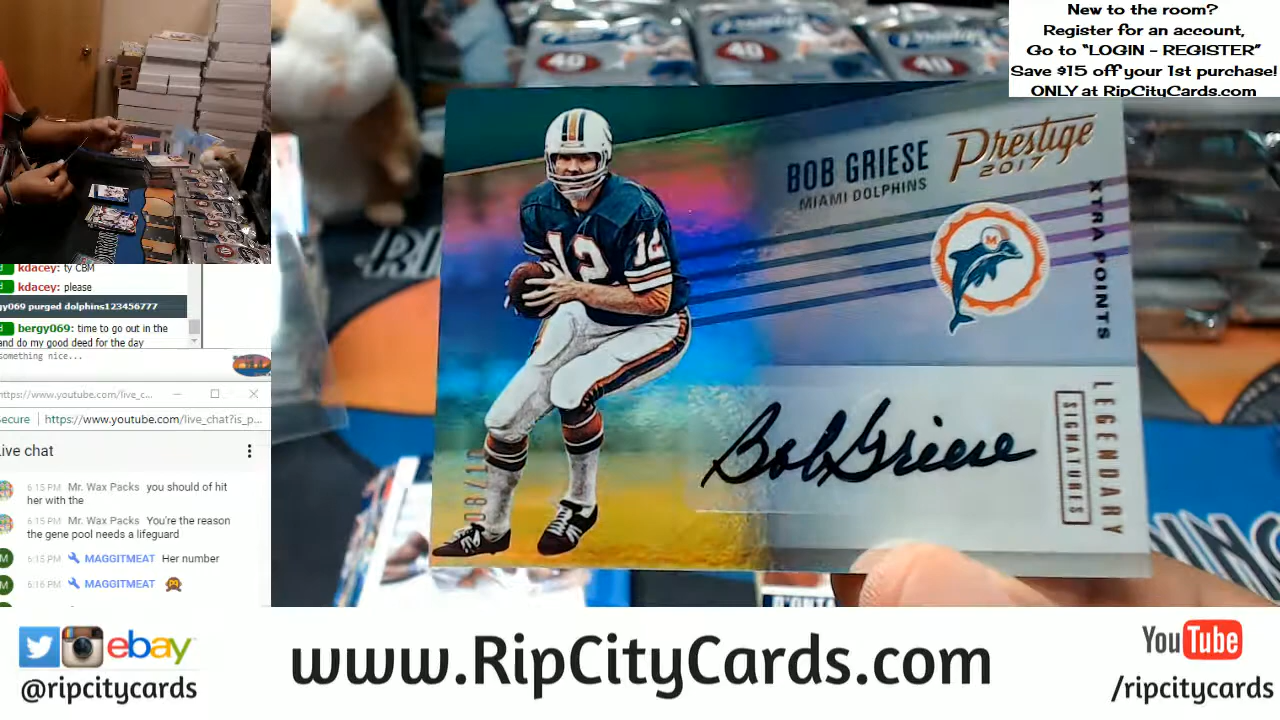 New to the room?
Register for an account,
Go to “LOGIN - REGISTER”
Save $15 off your 1st purchase!
ONLY at RipCityCards.com
40
40
40
BOB GRIESE
MIAMI DOLPHINS
Prestige
2017
XTRA POINTS
M
12
12
Bob Griese
LEGENDARY
SIGNATURES
kdacey: ty CBM
kdacey: please
gy069 purged dolphins123456777
bergy069: time to go out in the
and do my good deed for the day
something nice...
https://www.youtube.com/live_c...
ecure https://www.youtube.com/live_chat?is_p...
Live chat
6:15 PM Mr. Wax Packs you should of hit
her with the
6:15 PM Mr. Wax Packs You're the reason
the gene pool needs a lifeguard
M 6:15 PM MAGGITMEAT Her number
M 6:16 PM MAGGITMEAT
ebay
@ripcitycards
www.RipCityCards.com
YouTube
/ripcitycards